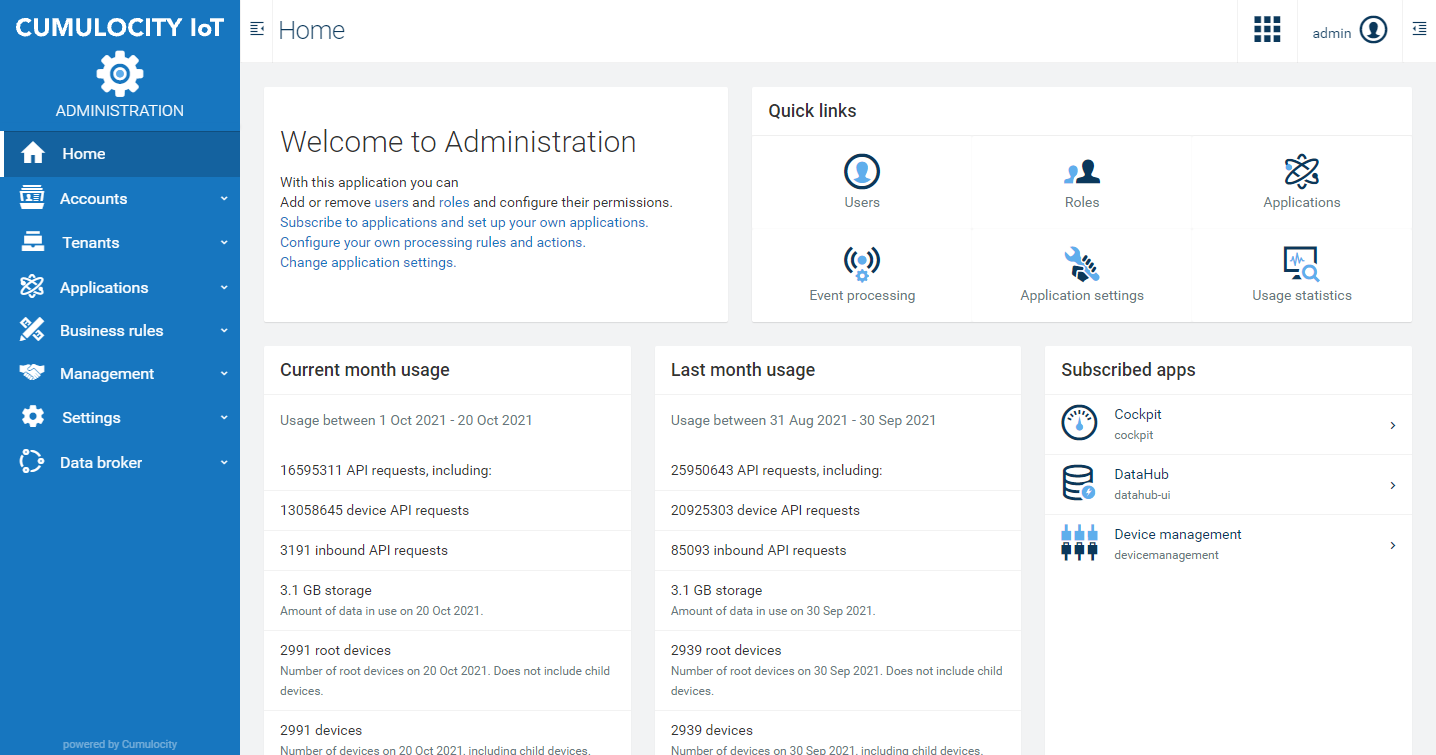 CUMULOCITY IoT
ADMINISTRATION
Home
Accounts
Tenants
Applications
Business rules
Management
Settings
Data broker
powered by Cumulocity
Home
admin
Welcome to Administration
With this application you can
Add or remove users and roles and configure their permissions.
Subscribe to applications and set up your own applications.
Configure your own processing rules and actions.
Change application settings.
Quick links
Users
Roles
Applications
Event processing
Application settings
Usage statistics
Current month usage
Usage between 1 Oct 2021 - 20 Oct 2021
16595311 API requests, including:
13058645 device API requests
3191 inbound API requests
3.1 GB storage
Amount of data in use on 20 Oct 2021.
2991 root devices
Number of root devices on 20 Oct 2021. Does not include child
devices.
2991 devices
Number of devices on 20 Oct 2021, including child devices.
Last month usage
Usage between 31 Aug 2021 - 30 Sep 2021
25950643 API requests, including:
20925303 device API requests
85093 inbound API requests
3.1 GB storage
Amount of data in use on 30 Sep 2021.
2939 root devices
Number of root devices on 30 Sep 2021. Does not include child
devices.
2939 devices
Number of devices on 30 Sep 2021, including child devices.
Subscribed apps
Cockpit
cockpit
DataHub
datahub-ui
Device management
devicemanagement